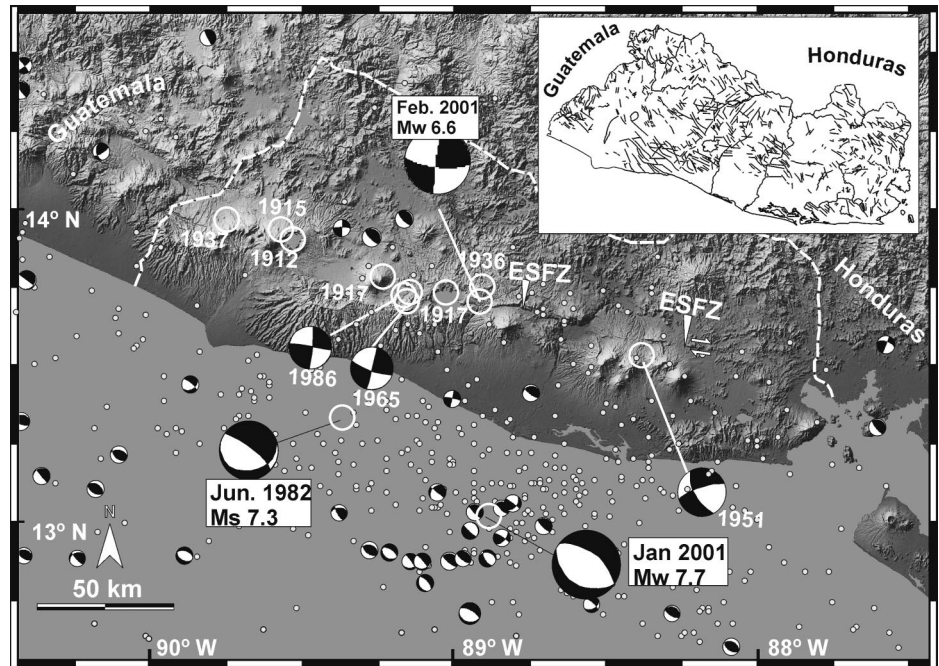 Guatemala
Honduras
Guatemala
Feb. 2001
Mw 6.6
14° N
1915
1937
1912
1936
ESFZ
1917
1917
ESFZ
Honduras
1986
1965
Jun. 1982
Ms 7.3
1951
13° N
N
Jan 2001
Mw 7.7
50 km
90° W
89° W
88° W